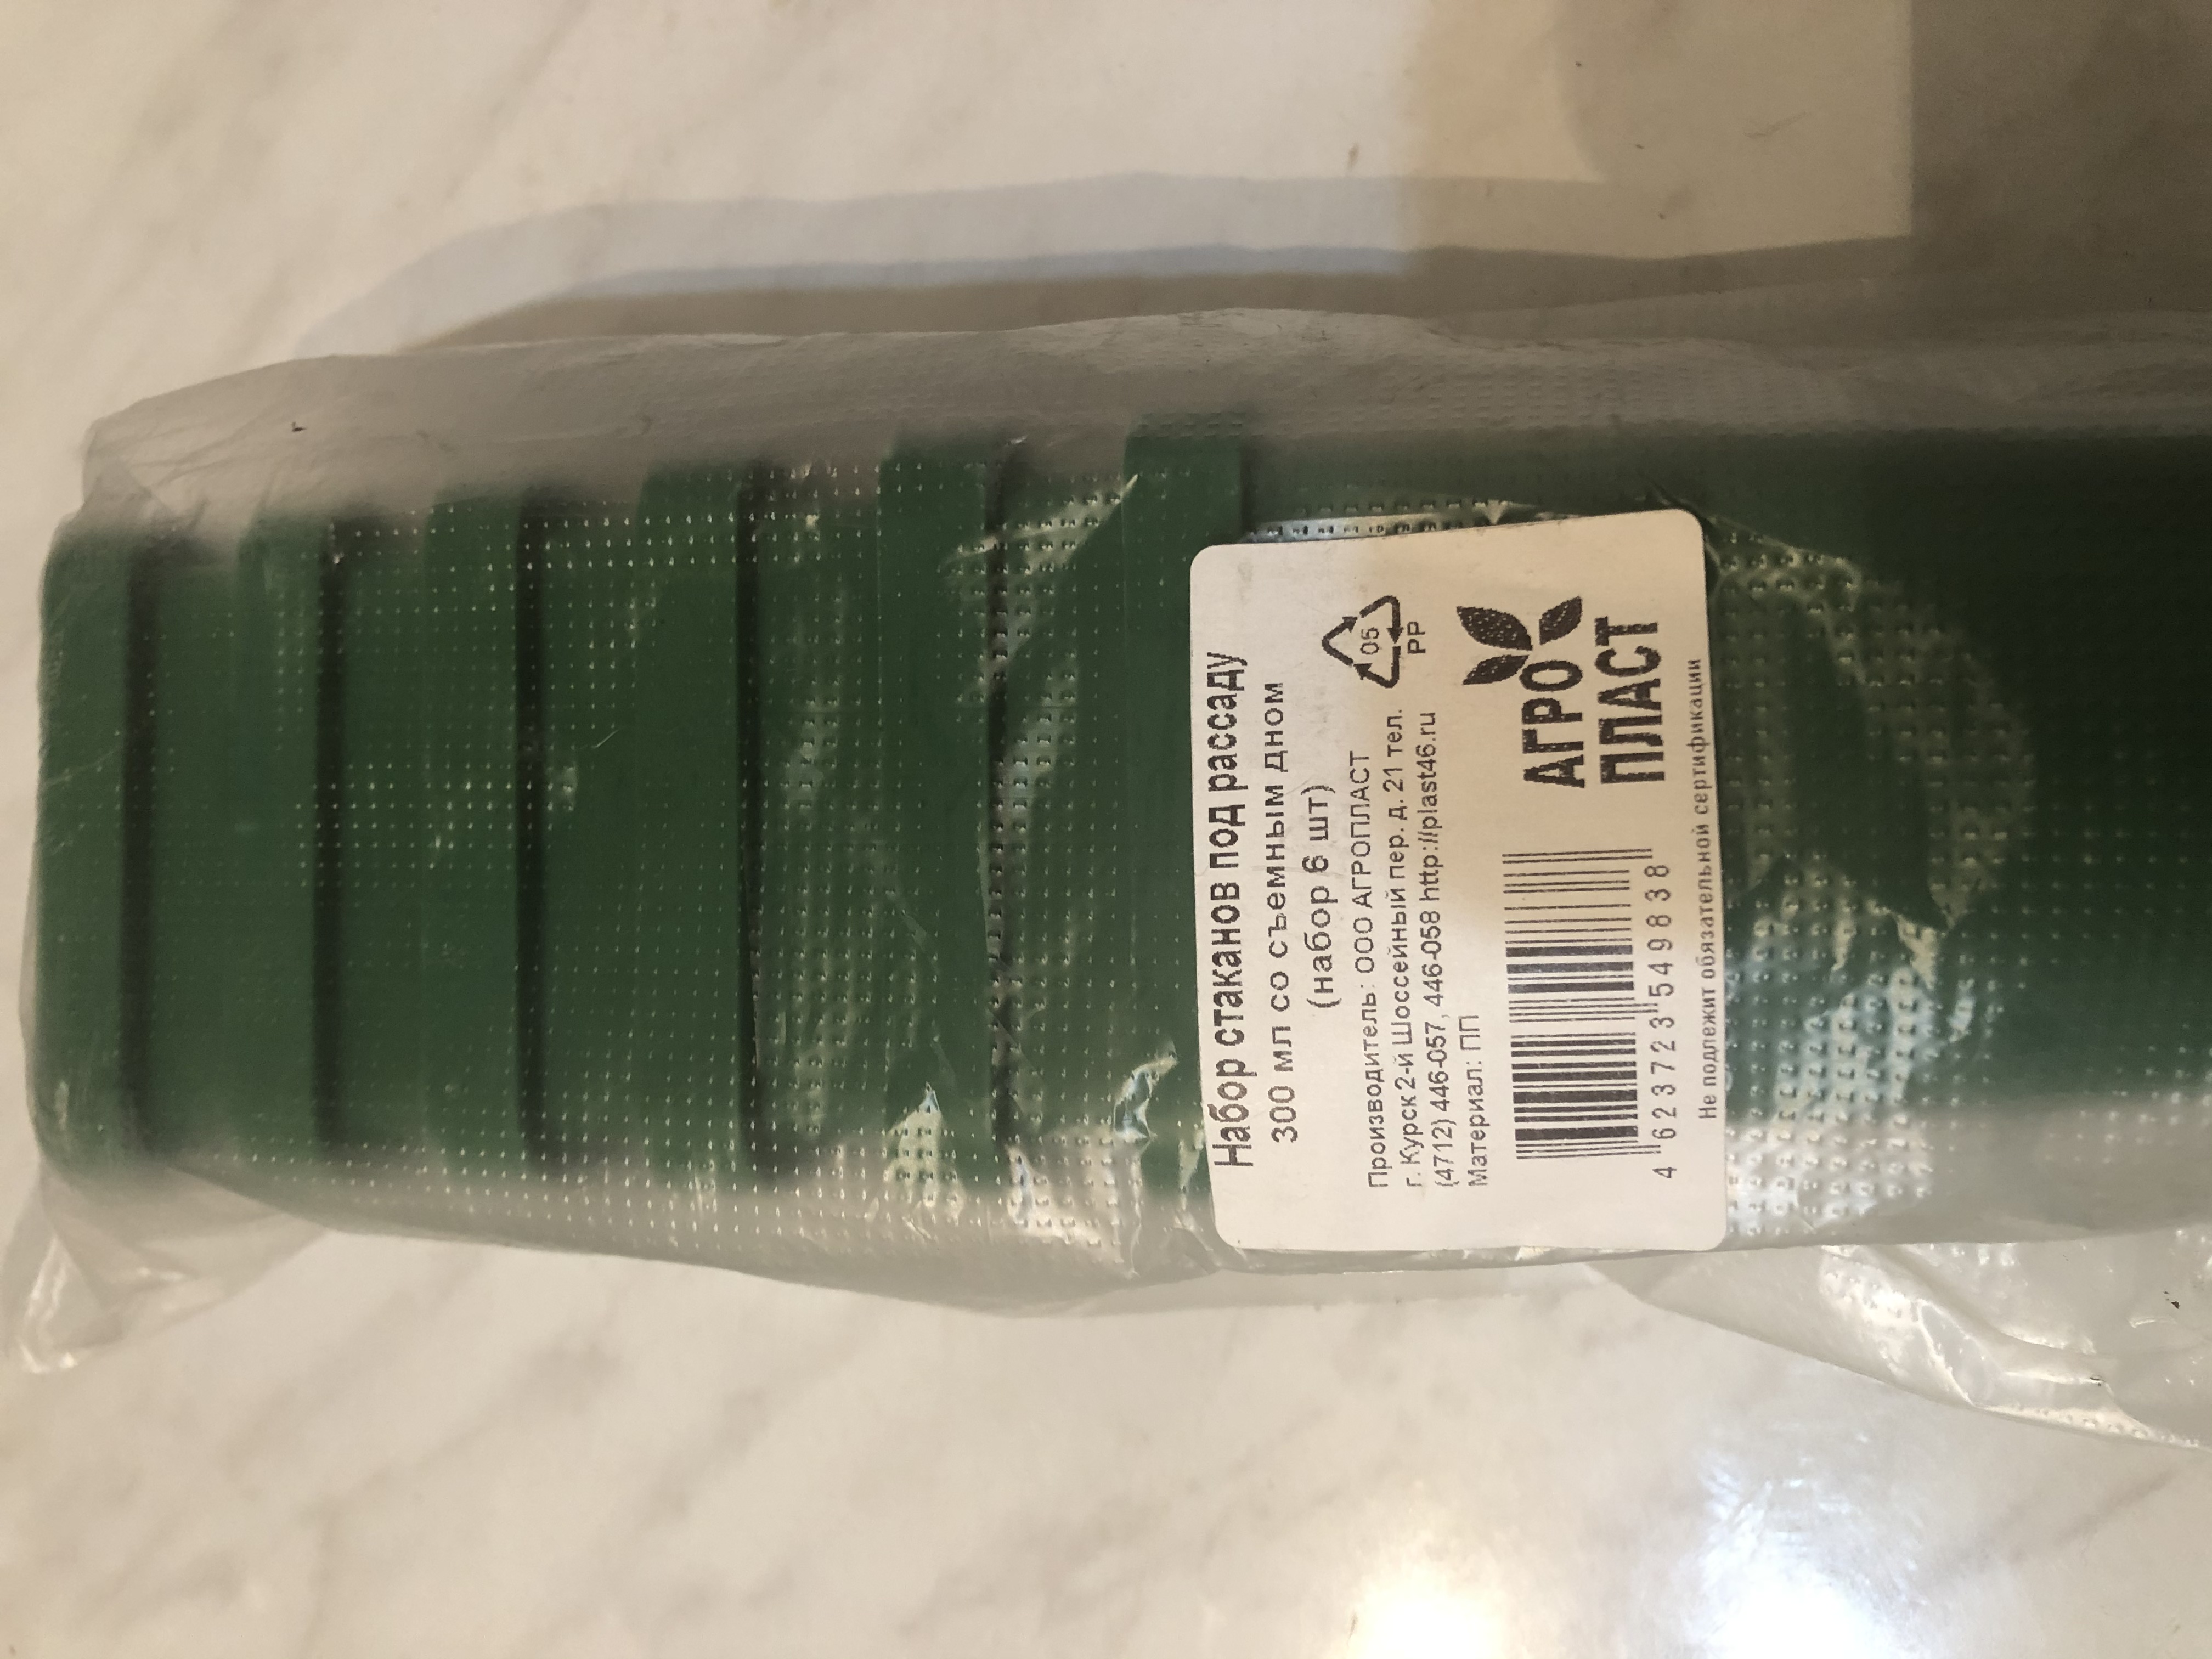 Набор стаканов под рассаду
300 мл со съемным дном
(набор 6 шт)
Производитель: ООО АГРОПЛАСТ
г. Курск 2-й Шоссейный пер. д. 21 тел.
(4712) 446-057, 446-058 http://plast46.ru
Материал: ПП
05
PP
АГРО
ПЛАСТ
4 623723 549838
Не подлежит обязательной сертификации